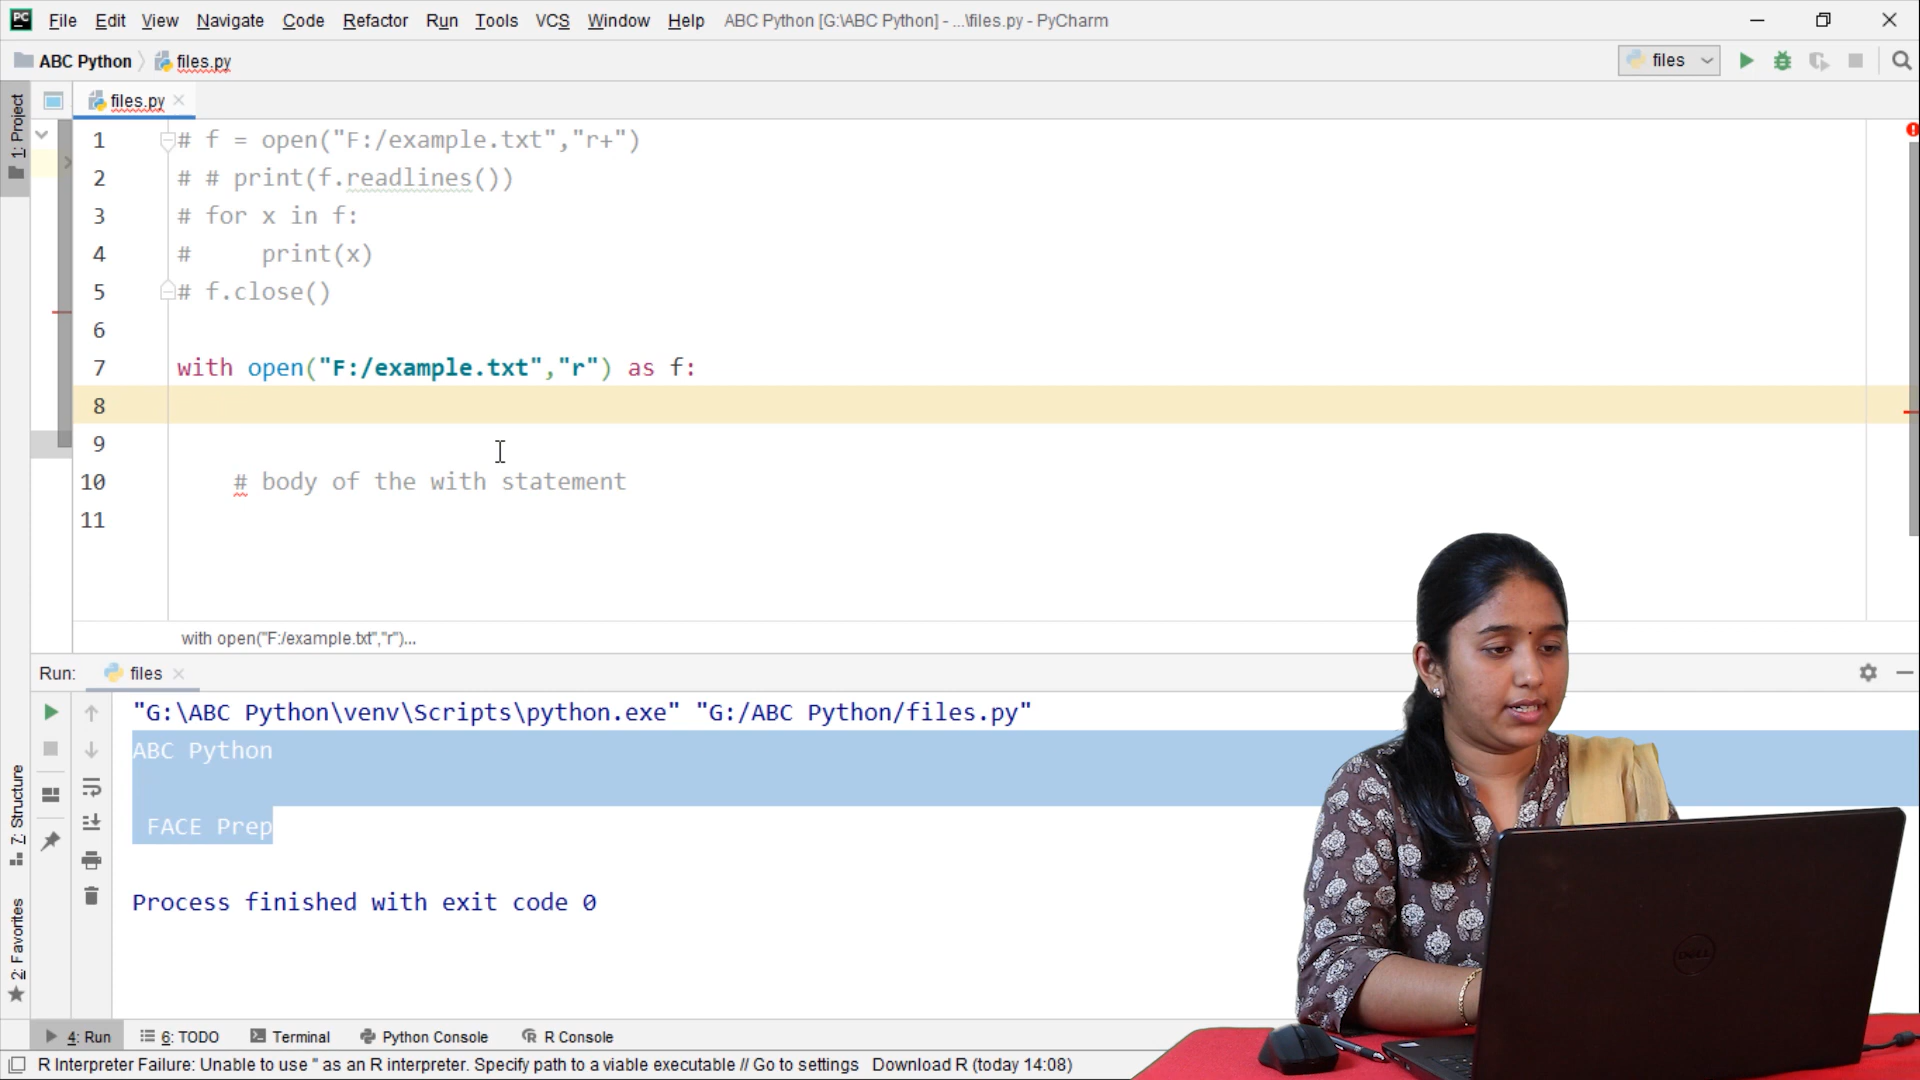 PC File Edit View Navigate Code Refactor Run Tools VCS Window Help ABC Python [G:\ABC Python] - ...\files.py - PyCharm
ABC Python files.py files
1: Project
files.py
1 # f = open("F:/example.txt","r+")
2 # # print(f.readlines())
3 # for x in f:
4 #     print(x)
5 # f.close()
6
7 with open("F:/example.txt","r") as f:
8
9
10     # body of the with statement
11
with open("F:/example.txt","r")...
Run: files
"G:\ABC Python\venv\Scripts\python.exe" "G:/ABC Python/files.py"
ABC Python
FACE Prep
Process finished with exit code 0
7: Structure
2: Favorites
4: Run 6: TODO Terminal Python Console R Console
R Interpreter Failure: Unable to use '' as an R interpreter. Specify path to a viable executable // Go to settings Download R (today 14:08)
DELL